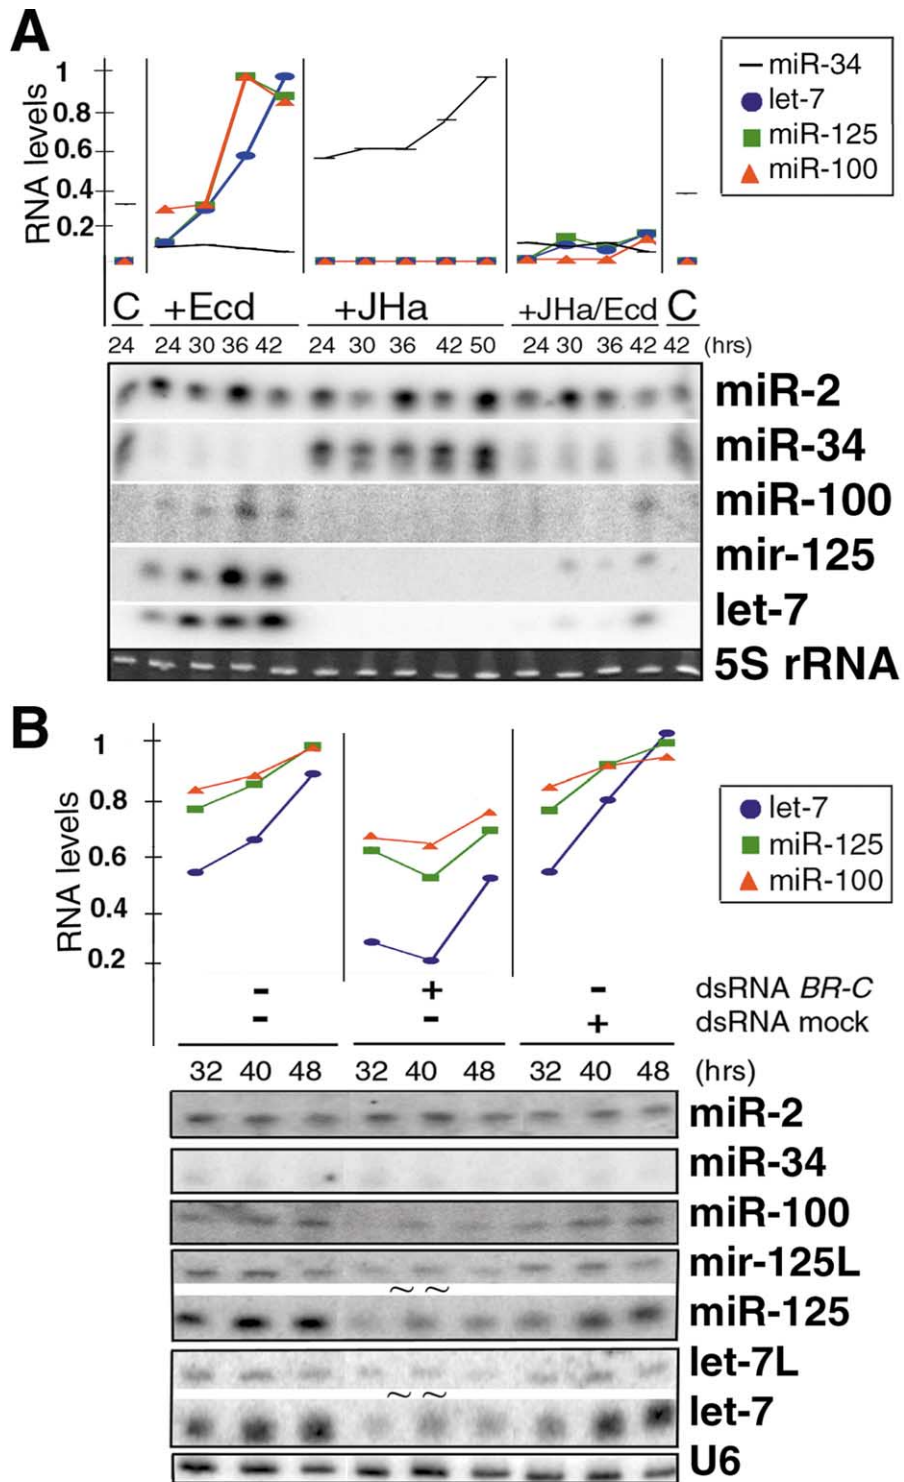 A
1
0.8
0.6
0.4
0.2
RNA levels
miR-34
let-7
miR-125
miR-100
C +Ecd +JHa +JHa/Ecd C
24 24 30 36 42 24 30 36 42 50 24 30 36 42 42 (hrs)
miR-2
miR-34
miR-100
mir-125
let-7
5S rRNA
B
1
0.8
0.6
0.4
0.2
RNA levels
let-7
miR-125
miR-100
- + - dsRNA BR-C
- - + dsRNA mock
32 40 48 32 40 48 32 40 48 (hrs)
miR-2
miR-34
miR-100
mir-125L
~ ~
miR-125
let-7L
~ ~
let-7
U6